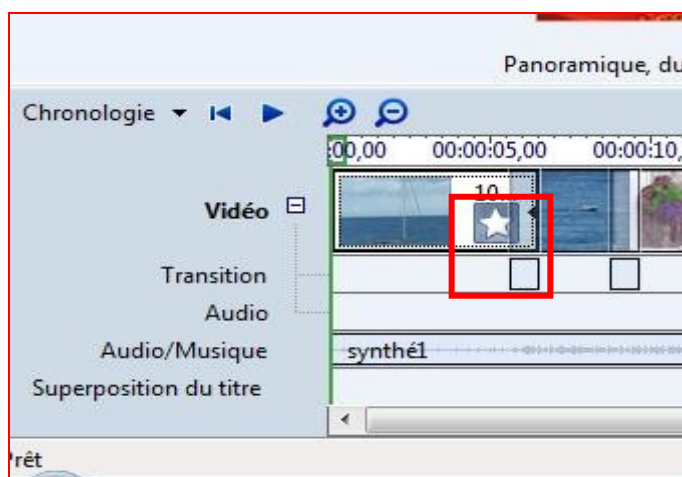 Panoramique, du
Chronologie
:00,00 00:00:05,00 00:00:10,
10
Vidéo
Transition
Audio
Audio/Musique synthé1
Superposition du titre
Prêt